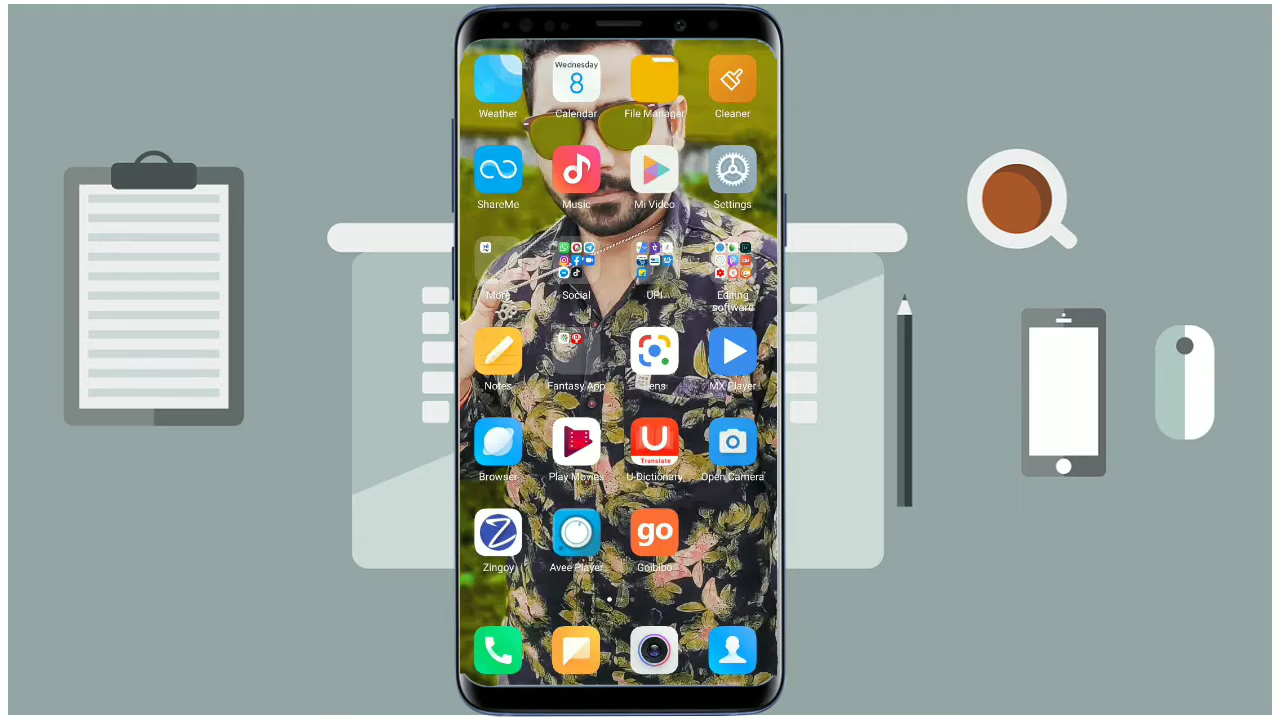 Wednesday
8
Weather
Calendar
File Manager
Cleaner
ShareMe
Music
Mi Video
Settings
More
Social
UPI
Editing
software
Notes
Fantasy App
Lens
MX Player
U
Translate
Browser
Play Movies
U-Dictionary
Open Camera
Z
go
Zingoy
Avee Player
Goibibo